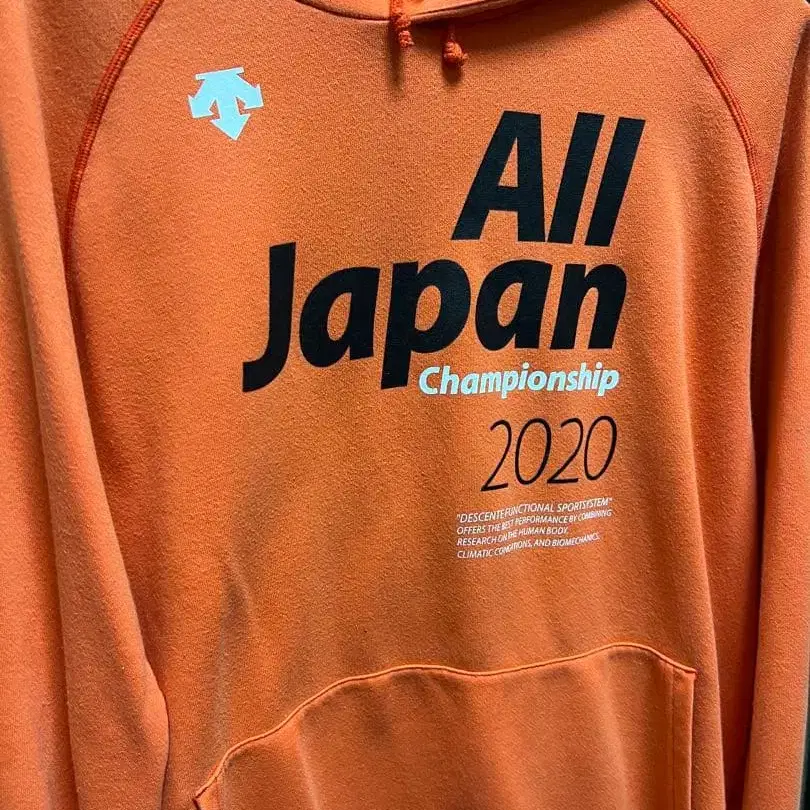 All
Japan
Championship
2020
"DESCENTE FUNCTIONAL SPORTSYSTEM"
OFFERS THE BEST PERFORMANCE BY COMBINING
RESEARCH ON THE HUMAN BODY,
CLIMATIC CONDITIONS, AND BIOMECHANICS.